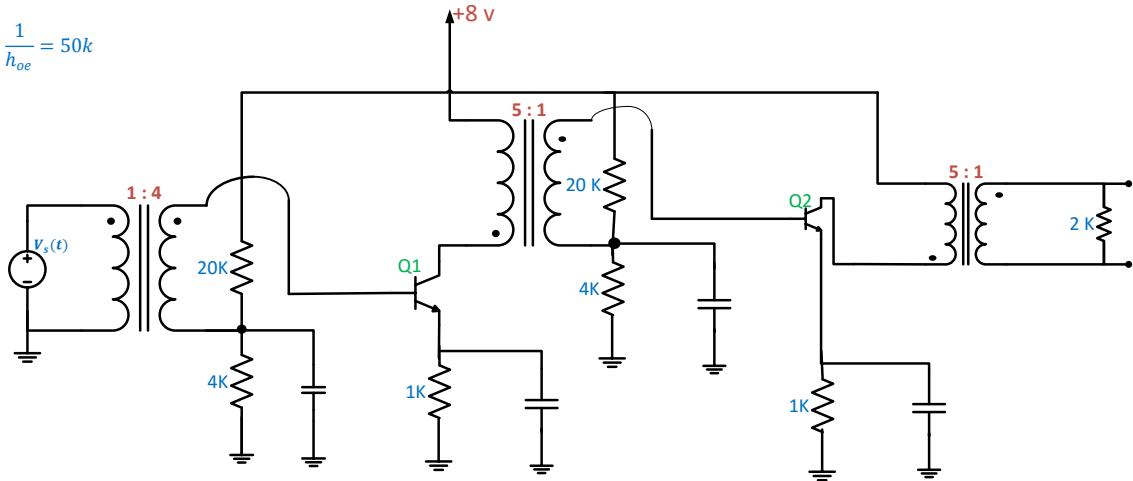 +8 v
1/h_oe = 50k
5 : 1
1 : 4
20 K
5 : 1
Q2
V_s(t)
+
−
2 K
Q1
20K
4K
4K
1K
1K